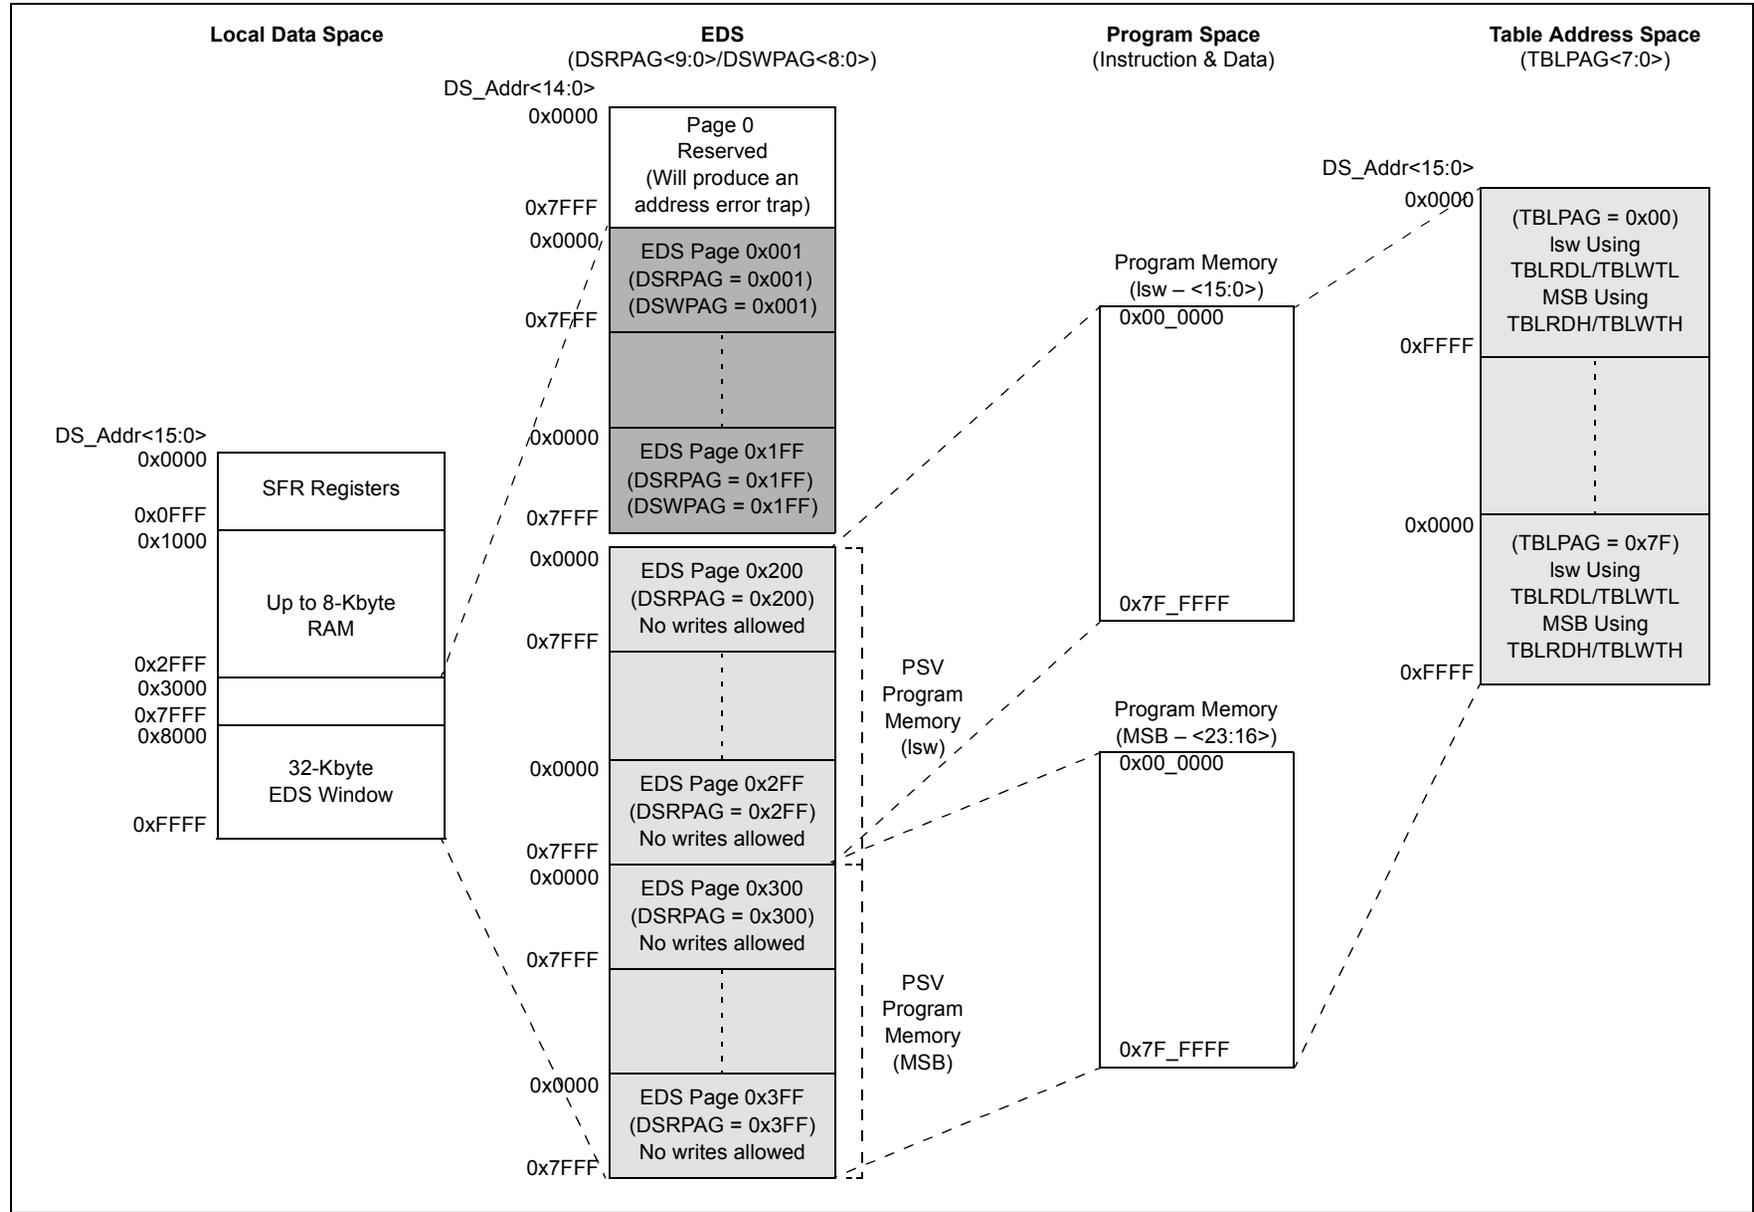 Local Data Space
EDS
(DSRPAG<9:0>/DSWPAG<8:0>)
Program Space
(Instruction & Data)
Table Address Space
(TBLPAG<7:0>)
DS_Addr<15:0>
0x0000
SFR Registers
0x0FFF
0x1000
Up to 8-Kbyte
RAM
0x2FFF
0x3000
0x7FFF
0x8000
32-Kbyte
EDS Window
0xFFFF
DS_Addr<14:0>
0x0000
Page 0
Reserved
(Will produce an
address error trap)
0x7FFF
0x0000
EDS Page 0x001
(DSRPAG = 0x001)
(DSWPAG = 0x001)
0x7FFF
0x0000
EDS Page 0x1FF
(DSRPAG = 0x1FF)
(DSWPAG = 0x1FF)
0x7FFF
0x0000
EDS Page 0x200
(DSRPAG = 0x200)
No writes allowed
0x7FFF
0x0000
EDS Page 0x2FF
(DSRPAG = 0x2FF)
No writes allowed
0x7FFF
0x0000
EDS Page 0x300
(DSRPAG = 0x300)
No writes allowed
0x7FFF
0x0000
EDS Page 0x3FF
(DSRPAG = 0x3FF)
No writes allowed
0x7FFF
PSV
Program
Memory
(lsw)
PSV
Program
Memory
(MSB)
Program Memory
(lsw – <15:0>)
0x00_0000
0x7F_FFFF
Program Memory
(MSB – <23:16>)
0x00_0000
0x7F_FFFF
DS_Addr<15:0>
0x0000
(TBLPAG = 0x00)
lsw Using
TBLRDL/TBLWTL
MSB Using
TBLRDH/TBLWTH
0xFFFF
0x0000
(TBLPAG = 0x7F)
lsw Using
TBLRDL/TBLWTL
MSB Using
TBLRDH/TBLWTH
0xFFFF